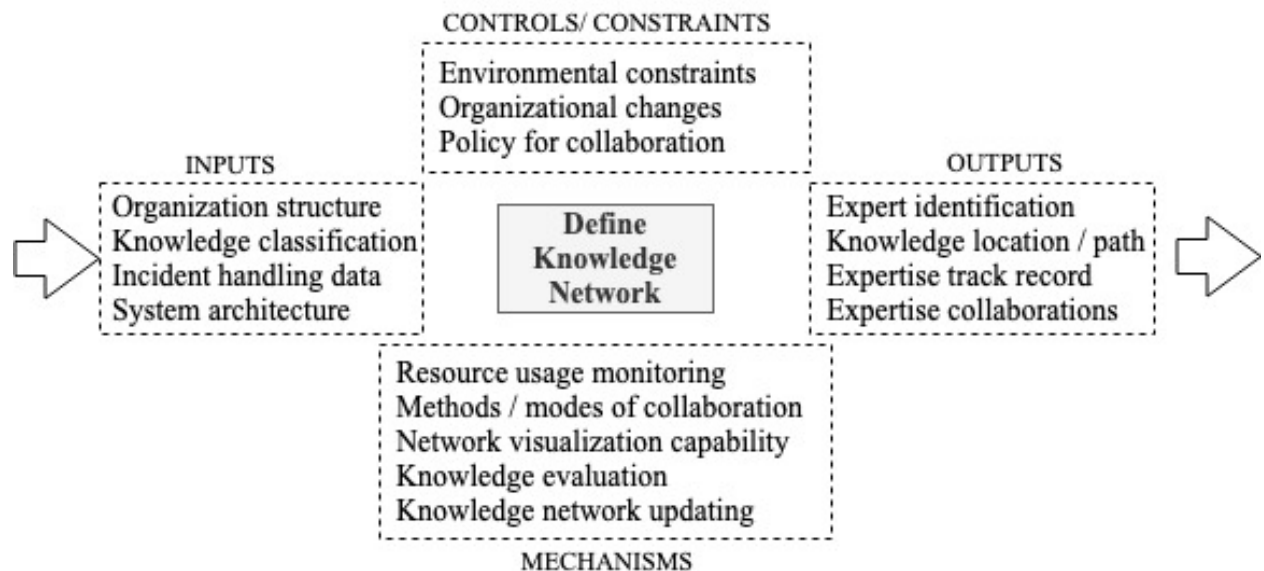 CONTROLS/ CONSTRAINTS
Environmental constraints
Organizational changes
Policy for collaboration
INPUTS
Organization structure
Knowledge classification
Incident handling data
System architecture
Define
Knowledge
Network
OUTPUTS
Expert identification
Knowledge location / path
Expertise track record
Expertise collaborations
Resource usage monitoring
Methods / modes of collaboration
Network visualization capability
Knowledge evaluation
Knowledge network updating
MECHANISMS